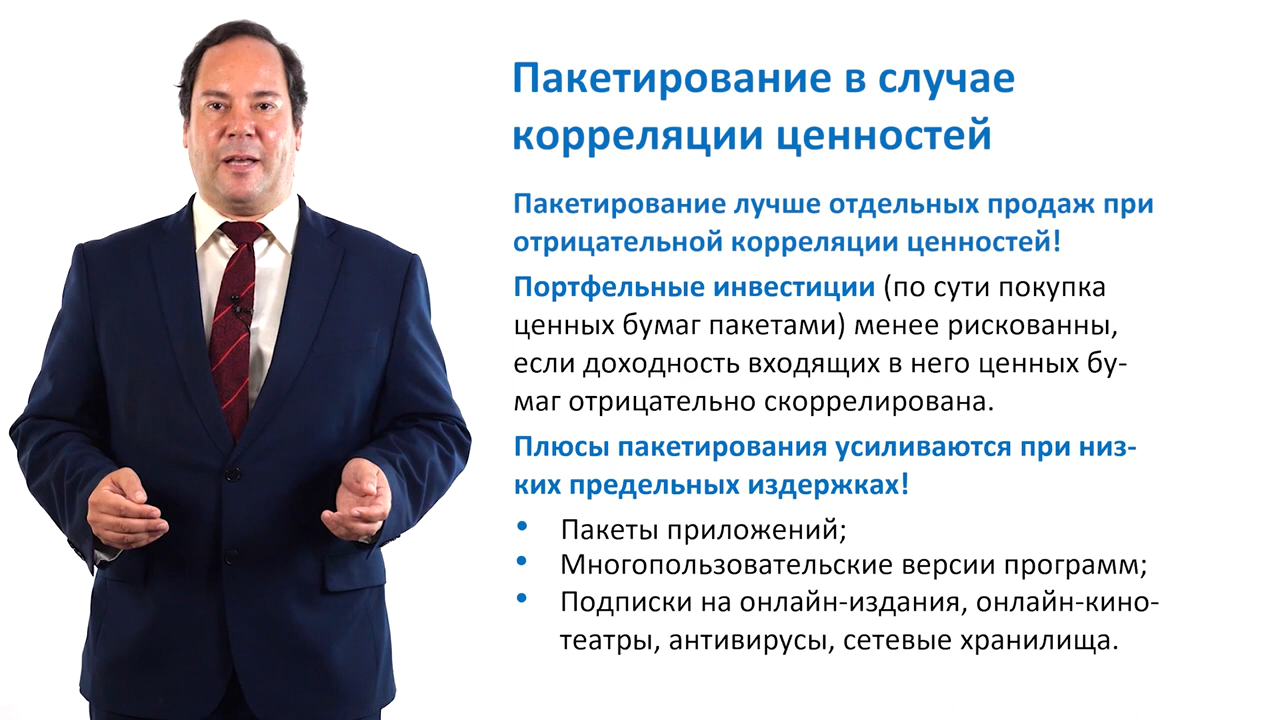 Пакетирование в случае
корреляции ценностей
Пакетирование лучше отдельных продаж при
отрицательной корреляции ценностей!
Портфельные инвестиции (по сути покупка
ценных бумаг пакетами) менее рискованны,
если доходность входящих в него ценных бу-
маг отрицательно скоррелирована.
Плюсы пакетирования усиливаются при низ-
ких предельных издержках!
• Пакеты приложений;
• Многопользовательские версии программ;
• Подписки на онлайн-издания, онлайн-кино-
театры, антивирусы, сетевые хранилища.